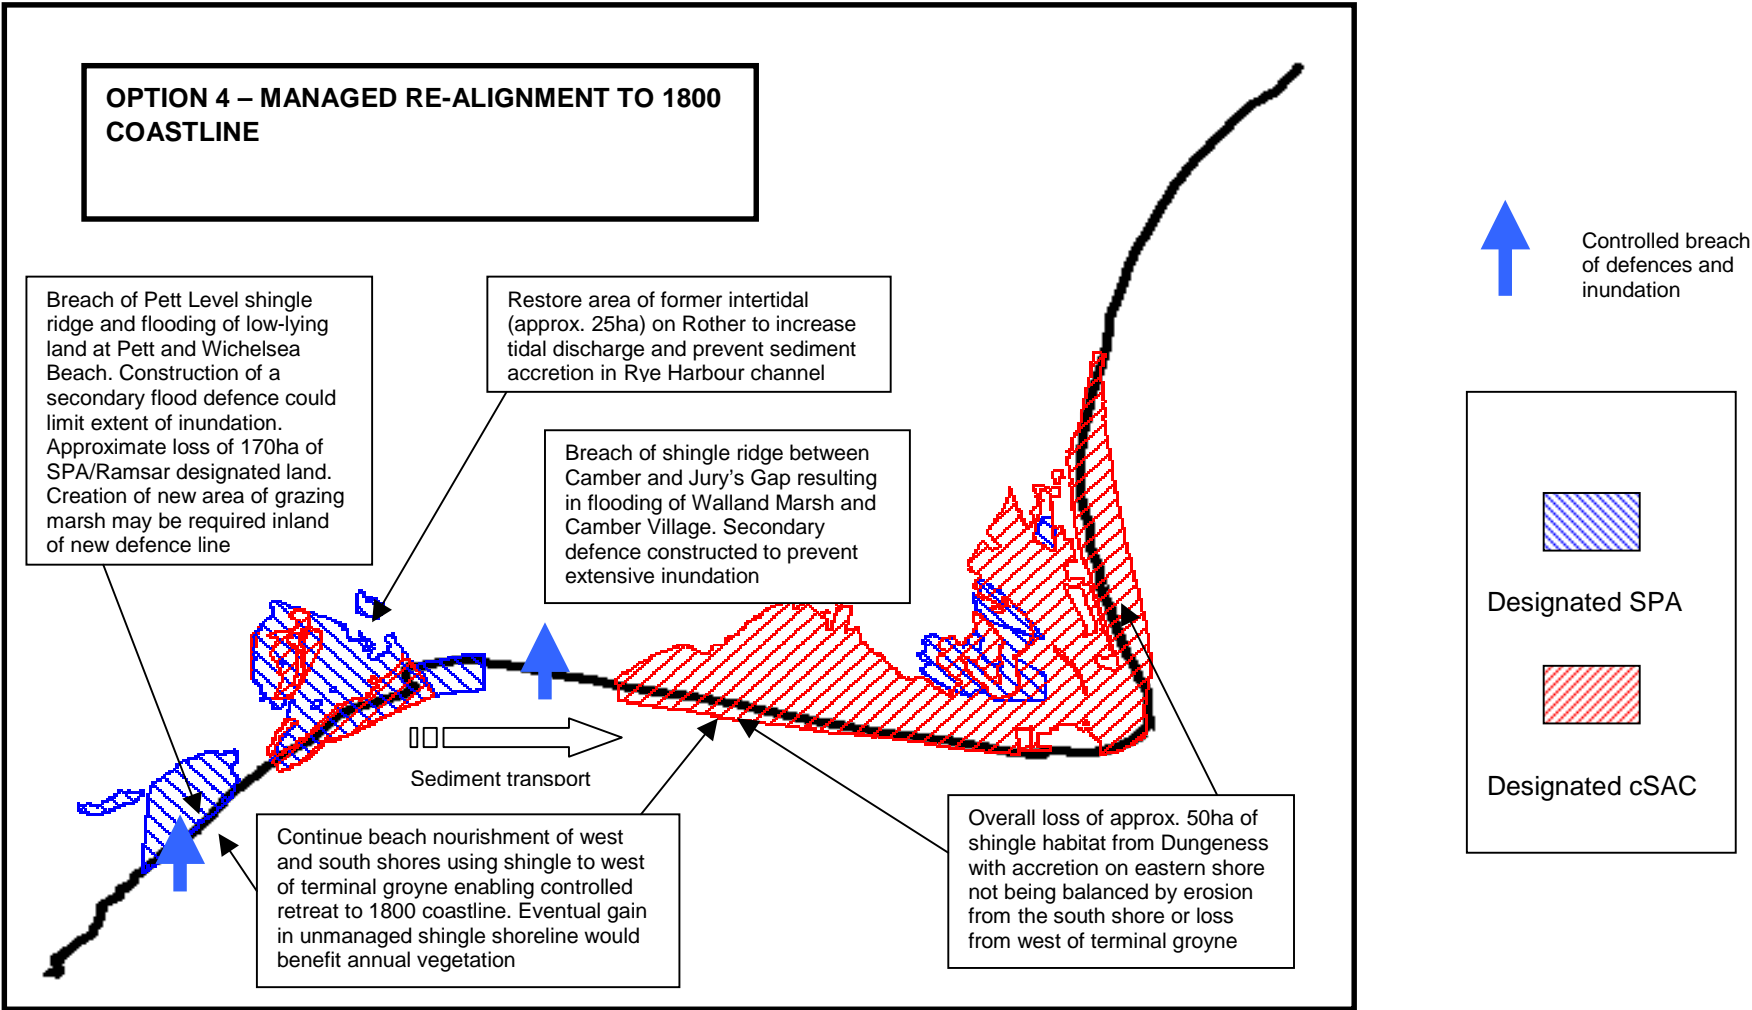 OPTION 4 – MANAGED RE-ALIGNMENT TO 1800
COASTLINE
Breach of Pett Level shingle
ridge and flooding of low-lying
land at Pett and Wichelsea
Beach. Construction of a
secondary flood defence could
limit extent of inundation.
Approximate loss of 170ha of
SPA/Ramsar designated land.
Creation of new area of grazing
marsh may be required inland
of new defence line
Restore area of former intertidal
(approx. 25ha) on Rother to increase
tidal discharge and prevent sediment
accretion in Rye Harbour channel
Breach of shingle ridge between
Camber and Jury's Gap resulting
in flooding of Walland Marsh and
Camber Village. Secondary
defence constructed to prevent
extensive inundation
Sediment transport
Continue beach nourishment of west
and south shores using shingle to west
of terminal groyne enabling controlled
retreat to 1800 coastline. Eventual gain
in unmanaged shingle shoreline would
benefit annual vegetation
Overall loss of approx. 50ha of
shingle habitat from Dungeness
with accretion on eastern shore
not being balanced by erosion
from the south shore or loss
from west of terminal groyne
Controlled breach
of defences and
inundation
Designated SPA
Designated cSAC